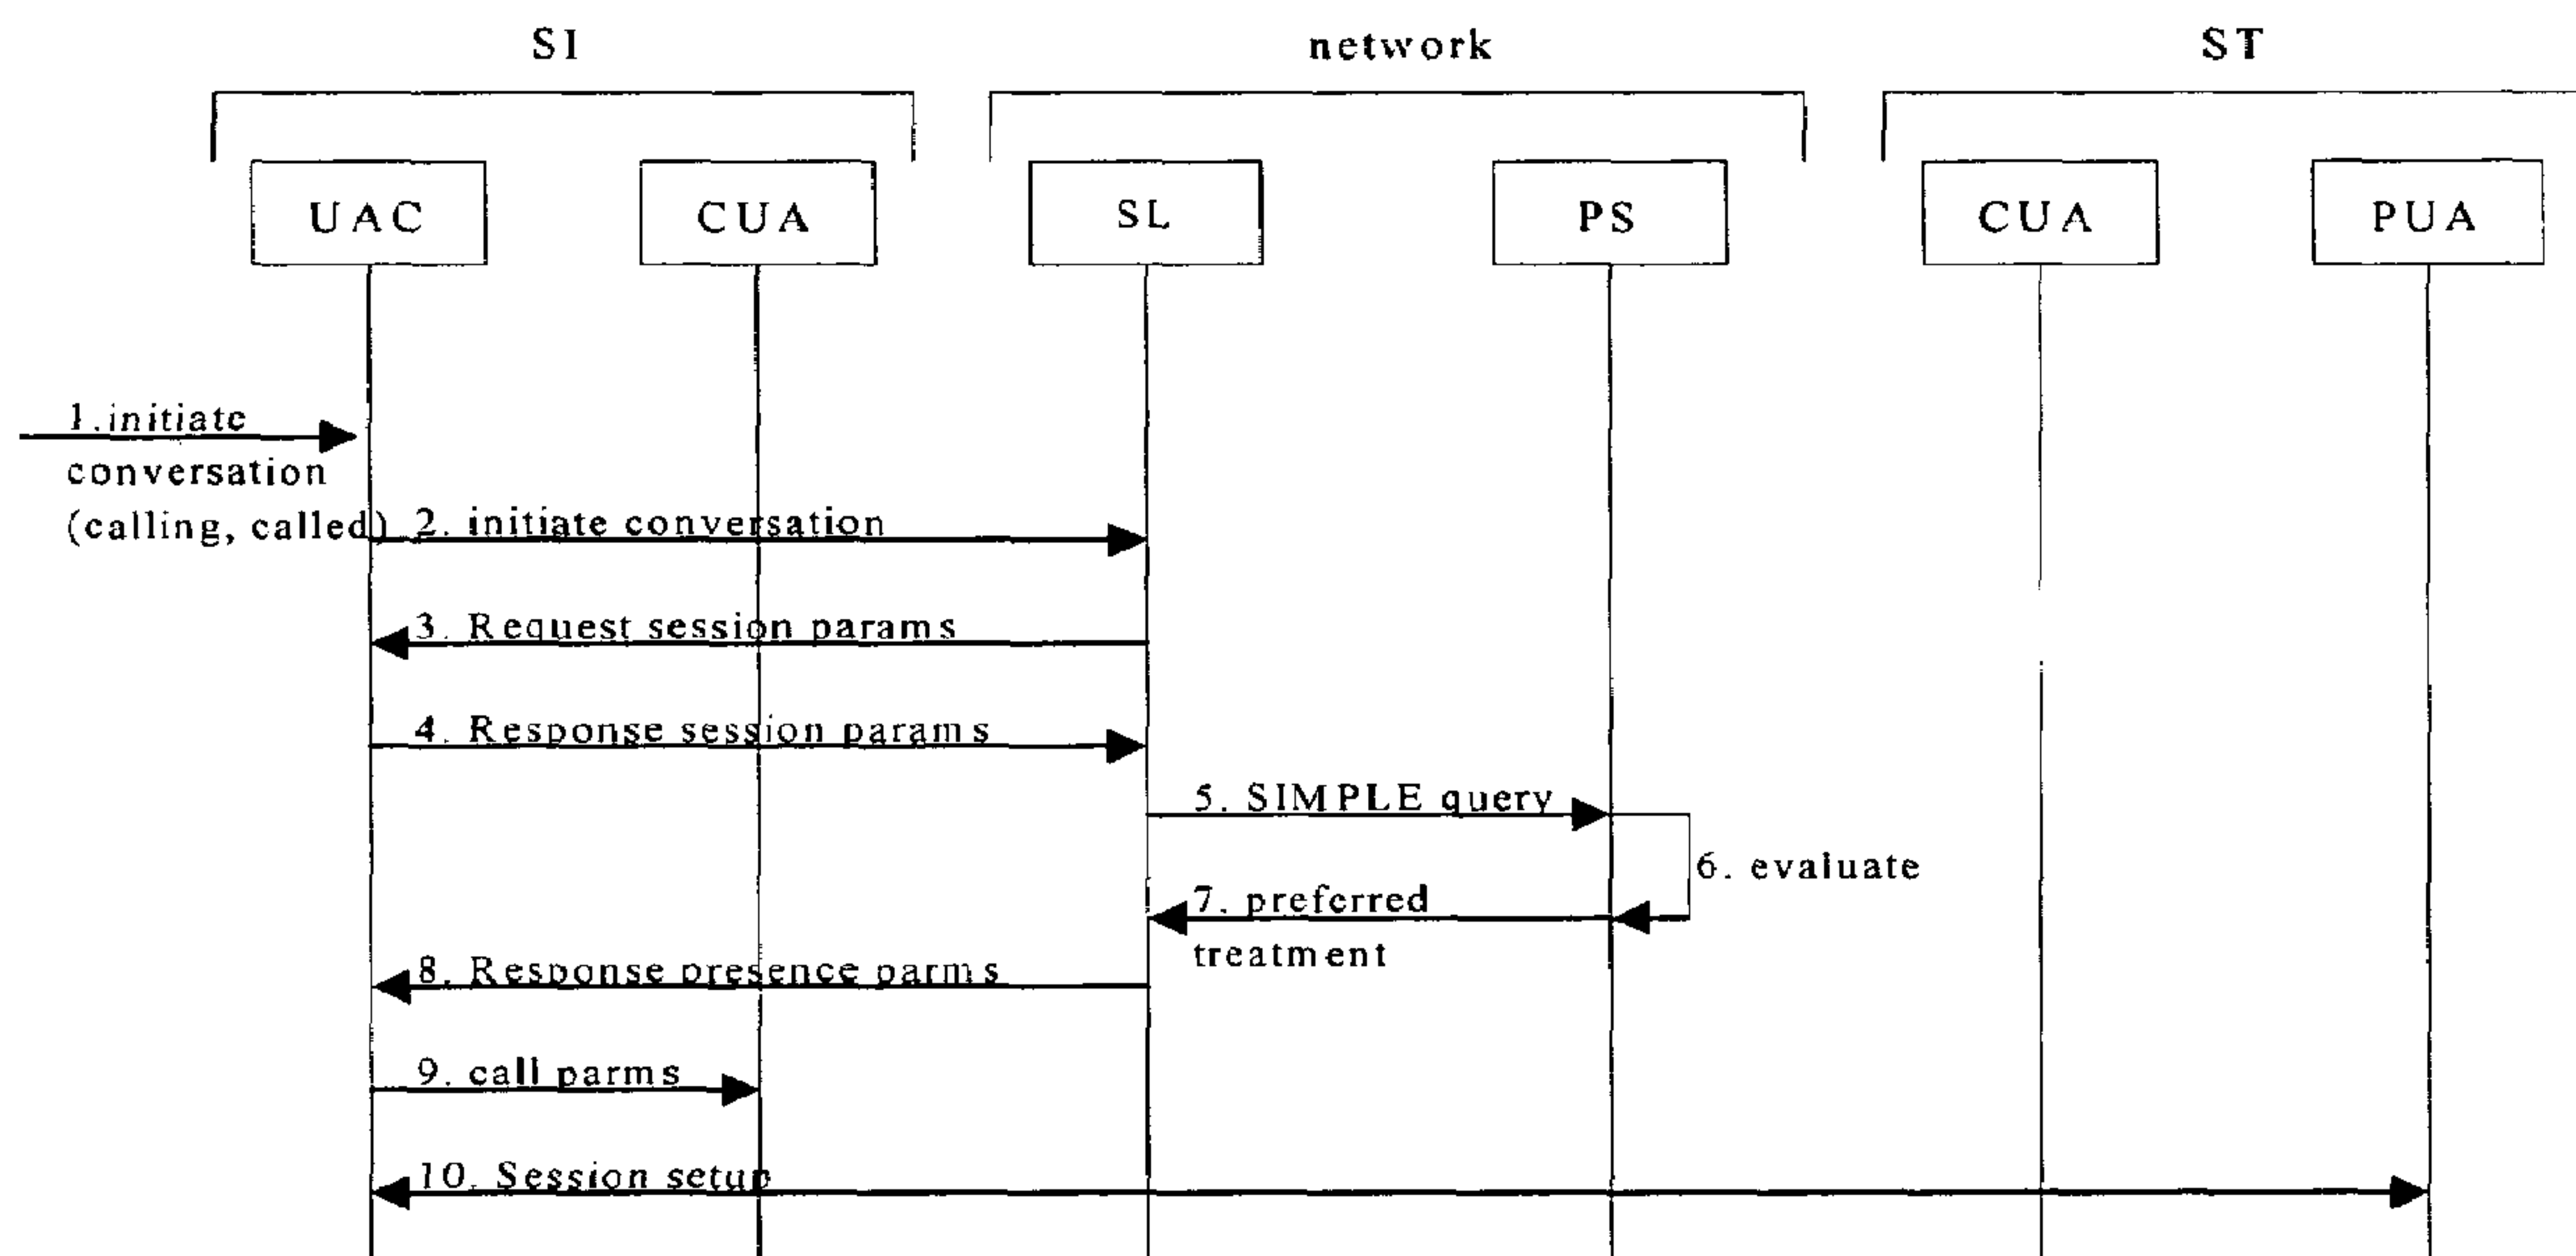 SI network ST
UAC CUA SL PS CUA PUA
1.initiate
conversation
(calling, called)
2. initiate conversation
3. Request session params
4. Response session params
5. SIMPLE query
6. evaluate
7. preferred
treatment
8. Response presence parms
9. call parms
10. Session setup